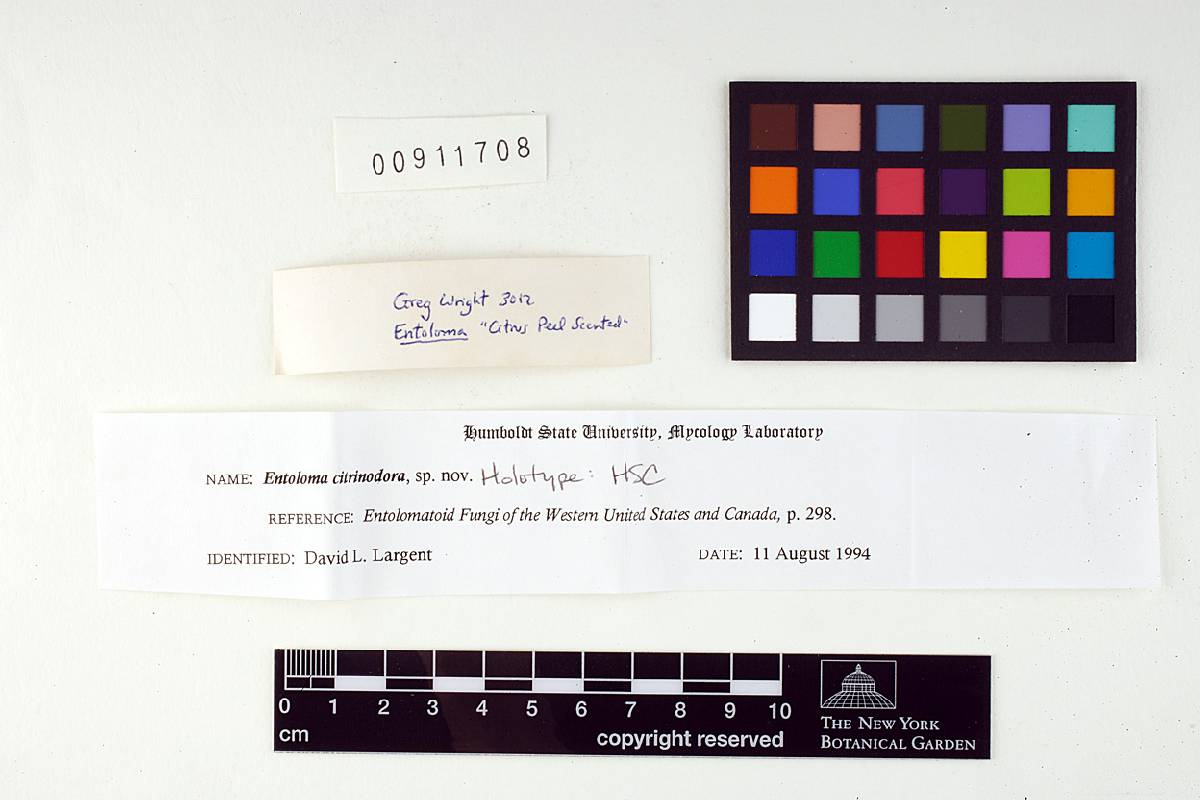 00911708
Greg Wright 3012
Entoloma "Citrus Peel Scented"
Humboldt State University, Mycology Laboratory
NAME: Entoloma citrinodora, sp. nov. Holotype: HSC
REFERENCE: Entolomatoid Fungi of the Western United States and Canada, p. 298.
IDENTIFIED: David L. Largent DATE: 11 August 1994
0 1 2 3 4 5 6 7 8 9 10
cm copyright reserved
THE NEW YORK
BOTANICAL GARDEN